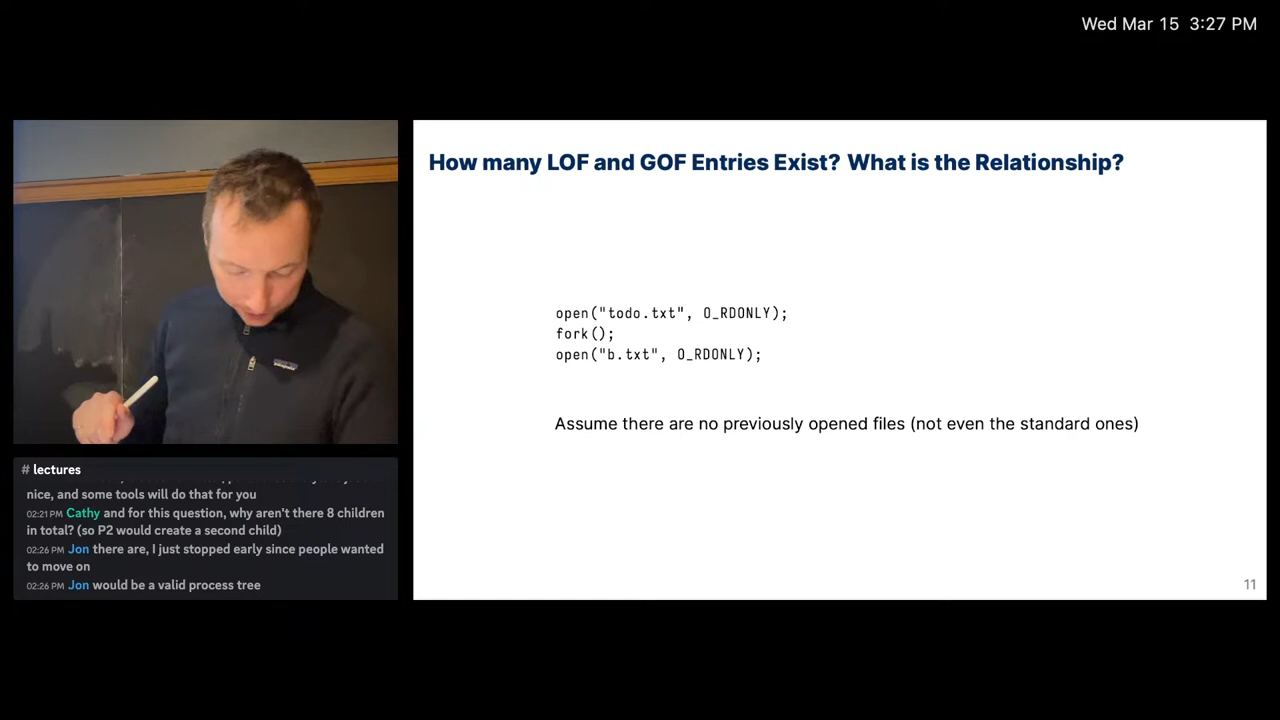 Wed Mar 15 3:27 PM
How many LOF and GOF Entries Exist? What is the Relationship?
open("todo.txt", O_RDONLY);
fork();
open("b.txt", O_RDONLY);
Assume there are no previously opened files (not even the standard ones)
11
# lectures
nice, and some tools will do that for you
02:21 PM Cathy and for this question, why aren't there 8 children
in total? (so P2 would create a second child)
02:26 PM Jon there are, I just stopped early since people wanted
to move on
02:26 PM Jon would be a valid process tree